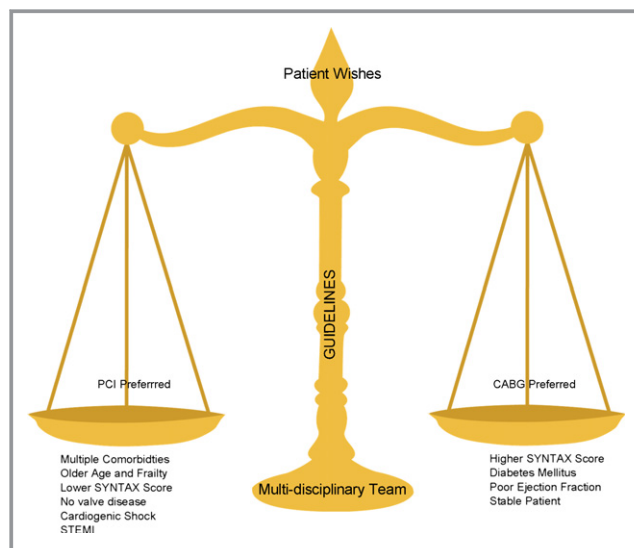 Patient Wishes
GUIDELINES
PCI Preferrred
CABG Preferred
Multiple Comorbidties
Older Age and Frailty
Lower SYNTAX Score
No valve disease
Cardiogenic Shock
STEMI
Higher SYNTAX Score
Diabetes Mellitus
Poor Ejection Fraction
Stable Patient
Multi-disciplinary Team